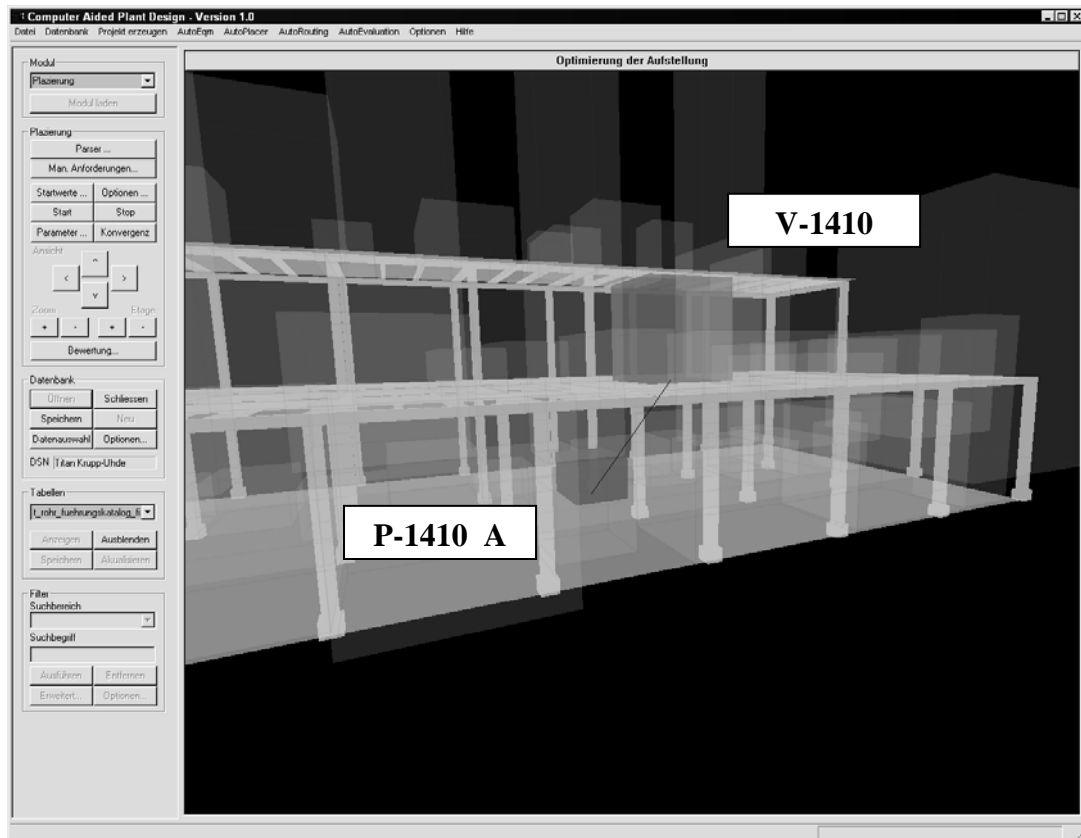 Computer Aided Plant Design - Version 1.0
Datei Datenbank Projekt erzeugen AutoEqm AutoPlacer AutoRouting AutoEvaluation Optionen Hilfe
Modul
Plazierung
Modul laden
Plazierung
Parser ...
Man. Anforderungen...
Startwerte ... Optionen ...
Start Stop
Parameter ... Konvergenz
Ansicht
^
< >
v
Zoom Etage
+ - + -
Bewertung...
Datenbank
Öffnen Schliessen
Speichern Neu
Datenauswahl Optionen...
DSN Titan Krupp-Uhde
Tabellen
t_rohr_fuehrungskatalog_fi
Anzeigen Ausblenden
Speichern Akualisieren
Filter
Suchbereich
Suchbegriff
Ausführen Entfernen
Erweitert... Optionen...
Optimierung der Aufstellung
V-1410
P-1410 A